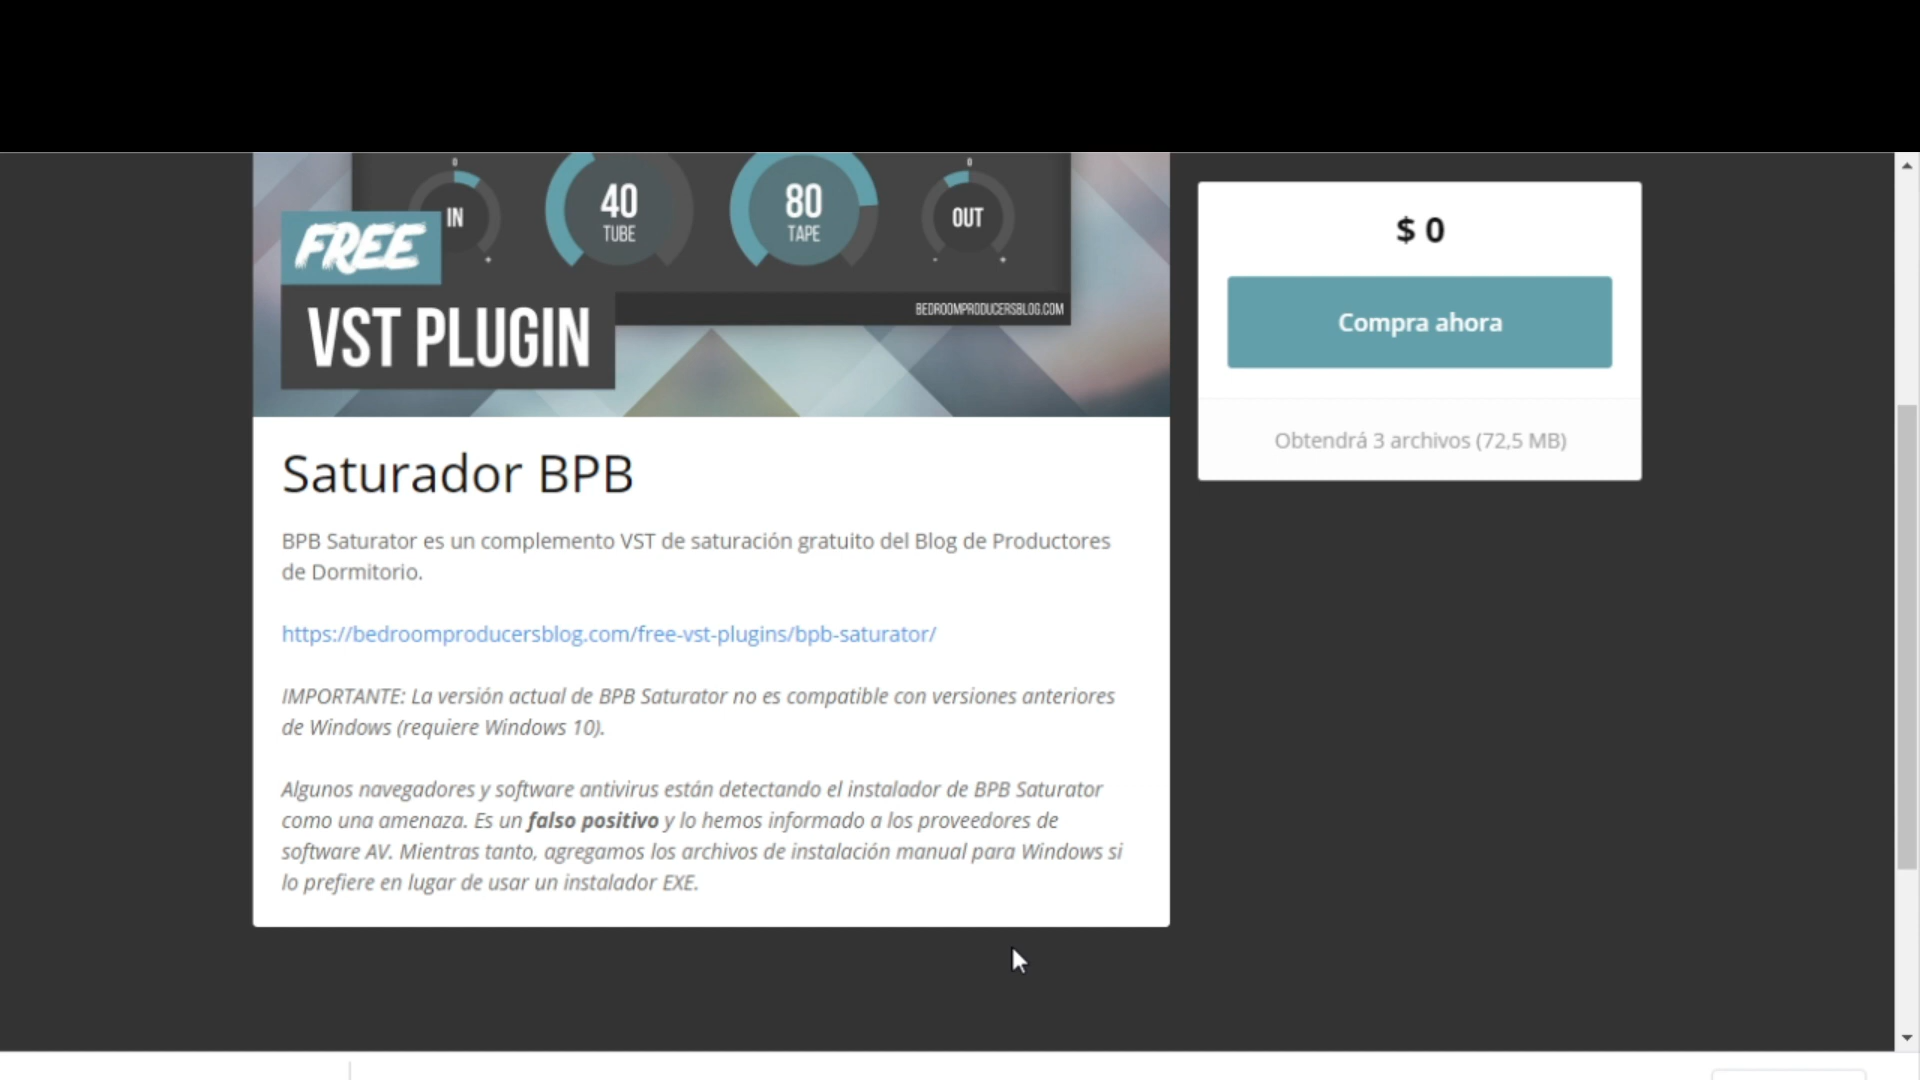 0
0
IN
40
TUBE
80
TAPE
OUT
+
-
+
FREE
VST PLUGIN
BEDROOMPRODUCERSBLOG.COM
$ 0
Compra ahora
Obtendrá 3 archivos (72,5 MB)
Saturador BPB
BPB Saturator es un complemento VST de saturación gratuito del Blog de Productores
de Dormitorio.
https://bedroomproducersblog.com/free-vst-plugins/bpb-saturator/
IMPORTANTE: La versión actual de BPB Saturator no es compatible con versiones anteriores
de Windows (requiere Windows 10).
Algunos navegadores y software antivirus están detectando el instalador de BPB Saturator
como una amenaza. Es un falso positivo y lo hemos informado a los proveedores de
software AV. Mientras tanto, agregamos los archivos de instalación manual para Windows si
lo prefiere en lugar de usar un instalador EXE.